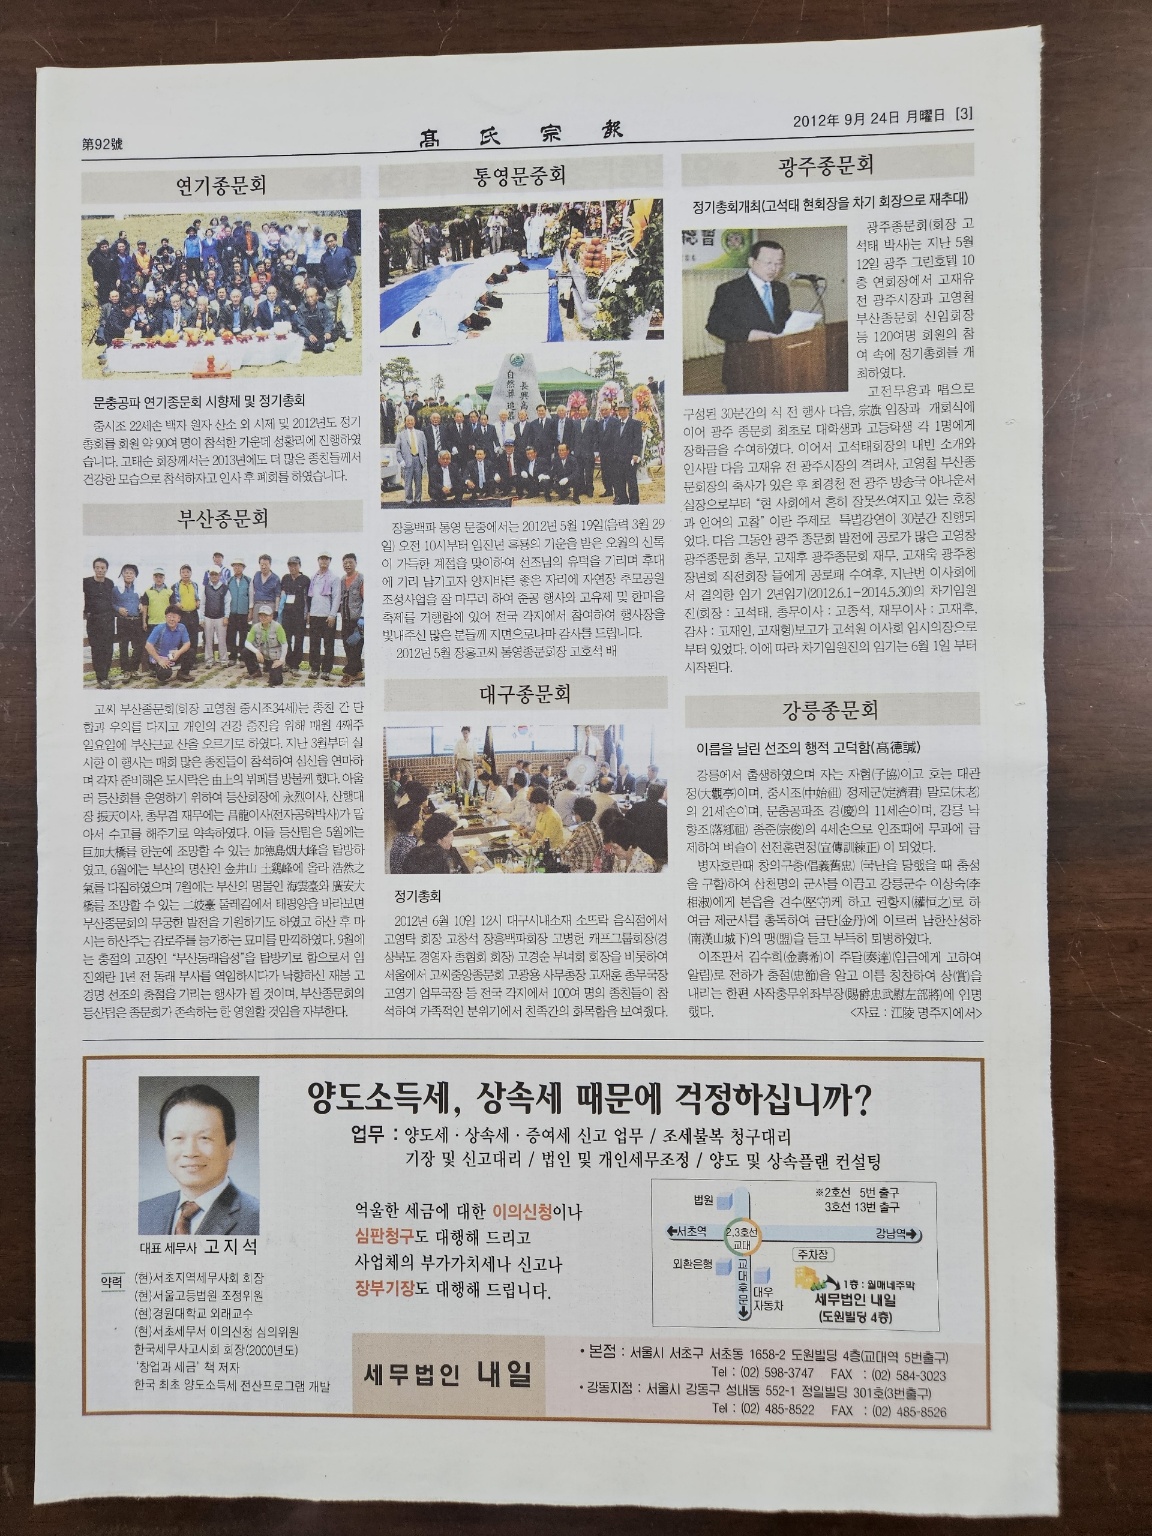 第92號
髙氏宗報
2012年 9月 24日 月曜日 [3]
연기종문회
문충공파 연기종문회 시향제 및 정기총회
중시조 22세손 백자 원자 산소 외 시제 및 2012년도 정기
총회를 회원 약 90여 명이 참석한 가운데 성황리에 진행하였
습니다. 고태순 회장께서는 2013년에도 더 많은 종친들께서
건강한 모습으로 참석하자고 인사 후 폐회를 하였습니다.
부산종문회
고씨 부산종문회(회장 고영철 중시조34세)는 종친 간 단
합과 우의를 다지고 개인의 건강 증진을 위해 매월 4째주
일요일에 부산근교 산을 오르기로 하였다. 지난 3월부터 실
시한 이 행사는 매회 많은 종친들이 참석하여 심신을 연마하
며 각자 준비해온 도시락은 山上의 뷔페를 방불케 했다. 아울
러 등산회를 운영하기 위하여 등산회장에 永烈이사, 산행대
장 振天이사, 총무겸 재무에는 昌龍이사(전자공학박사)가 맡
아서 수고를 해주기로 약속하였다. 이들 등산팀은 5월에는
巨加大橋를 한눈에 조망할 수 있는 加德島烟大峰을 탐방하
였고, 6월에는 부산의 명산인 金井山 土鷄峰에 올라 浩然之
氣를 다짐하였으며 7월에는 부산의 명물인 海雲臺와 廣安大
橋를 조망할 수 있는 二岐臺 둘레길에서 태평양을 바라보면
부산종문회의 무궁한 발전을 기원하기도 하였고 하산 후 마
시는 하산주는 감로주를 능가하는 묘미를 만끽하였다. 9월에
는 충절의 고장인 “부산동래읍성”을 탐방키로 함으로서 임
진왜란 1년 전 동래 부사를 역임하시다가 낙향하신 재봉 고
경명 선조의 충절을 기리는 행사가 될 것이며, 부산종문회의
등산팀은 종문회가 존속하는 한 영원할 것임을 자부한다.
통영문중회
長興高
自然葬 追慕
장흥백파 통영 문중에서는 2012년 5월 19일(음력 3월 29
일) 오전 10시부터 임진년 흑룡의 기운을 받은 오월의 신록
이 가득한 계절을 맞이하여 선조님의 유덕을 기리며 후대
에 기리 남기고자 양지바른 좋은 자리에 자연장 추모공원
조성사업을 잘 마무리 하여 준공 행사와 고유제 및 한마음
축제를 거행함에 있어 전국 각지에서 참여하여 행사장을
빛내주신 많은 분들께 지면으로나마 감사를 드립니다.
2012년 5월 장흥고씨 통영종문회장 고호석 배
대구종문회
정기총회
2012년 6월 10일 12시 대구시내소재 소뜨락 음식점에서
고영탁 회장 고창석 장흥백파회장 고병헌 캐프그룹회장(경
상북도 경영자 총협회 회장) 고경순 부녀회 회장을 비롯하여
서울에서 고씨중앙종문회 고광용 사무총장 고재훈 총무국장
고영기 업무국장 등 전국 각지에서 100여 명의 종친들이 참
석하여 가족적인 분위기에서 친족간의 화목함을 보여줬다.
광주종문회
정기총회개최(고석태 현회장을 차기 회장으로 재추대)
광주종문회(회장 고
석태 박사)는 지난 5월
12일 광주 그린호텔 10
층 연회장에서 고재유
전 광주시장과 고영철
부산종문회 신임회장
등 120여명 회원의 참
여 속에 정기총회를 개
최하였다.
고전무용과 唱으로
구성된 30분간의 식 전 행사 다음, 宗旗 입장과 개회식에
이어 광주 종문회 최초로 대학생과 고등학생 각 1명에게
장학금을 수여하였다. 이어서 고석태회장의 내빈 소개와
인사말 다음 고재유 전 광주시장의 격려사, 고영철 부산종
문회장의 축사가 있은 후 최경천 전 광주 방송국 아나운서
실장으로부터 “현 사회에서 흔히 잘못쓰여지고 있는 호칭
과 언어의 고찰” 이란 주제로 특별강연이 30분간 진행되
었다. 다음 그동안 광주 종문회 발전에 공로가 많은 고영창
광주종문회 총무, 고재후 광주종문회 재무, 고재욱 광주청
장년회 직전회장 들에게 공로패 수여후, 지난번 이사회에
서 결의한 임기 2년임기(2012.6.1－2014.5.30)의 차기임원
진(회장 : 고석태, 총무이사 : 고종석, 재무이사 : 고재후,
감사 : 고재인, 고재형)보고가 고석원 이사회 임시의장으로
부터 있었다. 이에 따라 차기임원진의 임기는 6월 1일 부터
시작된다.
강릉종문회
이름을 날린 선조의 행적 고덕함(高德諴)
강릉에서 출생하였으며 자는 자협(子協)이고 호는 대관
정(大觀亭)이며, 중시조(中始祖) 정제군(定濟君) 말로(末老)
의 21세손이며, 문충공파조 경(慶)의 11세손이며, 강릉 낙
향조(落鄕祖) 종준(宗俊)의 4세손으로 인조때에 무과에 급
제하여 벼슬이 선전훈련정(宣傳訓練正) 이 되었다.
병자호란때 창의구충(倡義舊忠) (국난을 당했을 때 충성
을 구함)하여 산천명의 군사를 이끌고 강릉군수 이상숙(李
相淑)에게 본읍을 견수(堅守)케 하고 권항지(權恒之)로 하
여금 제군사를 총독하여 금단(金丹)에 이르러 남한산성하
(南漢山城下)의 맹(盟)을 듣고 부득히 퇴병하였다.
이조판서 김수희(金壽希)이 주달(奏達)(임금에게 고하여
알림)로 전하가 충절(忠節)을 알고 이를 칭찬하여 상(賞)을
내리는 한편 사작충무위좌부장(賜爵忠武尉左部將)에 임명
했다. <자료 : 江陵 명주지에서>
양도소득세, 상속세 때문에 걱정하십니까?
업무 : 양도세 · 상속세 · 증여세 신고 업무 / 조세불복 청구대리
기장 및 신고대리 / 법인 및 개인세무조정 / 양도 및 상속플랜 컨설팅
대표 세무사 고지석
약력
(현)서초지역세무사회 회장
(현)서울고등법원 조정위원
(현)경원대학교 외래교수
(현)서초세무서 이의신청 심의위원
한국세무사고시회 회장(2000년도)
‘창업과 세금’ 책 저자
한국 최초 양도소득세 전산프로그램 개발
억울한 세금에 대한 이의신청이나
심판청구도 대행해 드리고
사업체의 부가가치세나 신고나
장부기장도 대행해 드립니다.
법원
※2호선 5번 출구
3호선 13번 출구
서초역
2,3호선
교대
강남역
외환은행
교대후문
대우
자동차
주차장
1층 : 월매네주막
세무법인 내일
(도원빌딩 4층)
세무법인 내일
• 본점 : 서울시 서초구 서초동 1658-2 도원빌딩 4층(교대역 5번출구)
Tel : (02) 598-3747 FAX : (02) 584-3023
• 강동지점 : 서울시 강동구 성내동 552-1 정일빌딩 301호(3번출구)
Tel : (02) 485-8522 FAX : (02) 485-8526